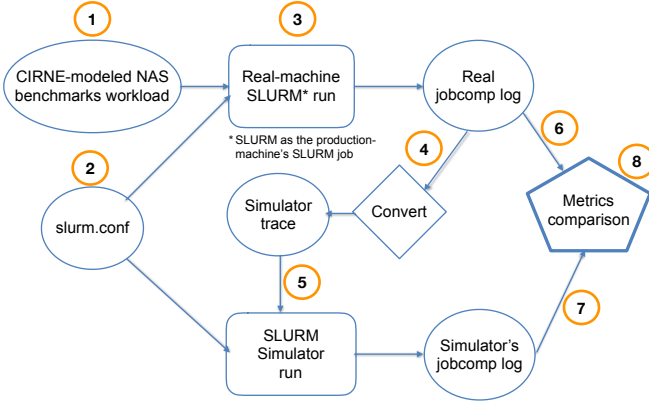 1
3
CIRNE-modeled NAS
benchmarks workload
Real-machine
SLURM* run
Real
jobcomp log
* SLURM as the production-
machine's SLURM job
2
4
6
8
slurm.conf
Simulator
trace
Convert
Metrics
comparison
5
7
SLURM
Simulator
run
Simulator's
jobcomp log